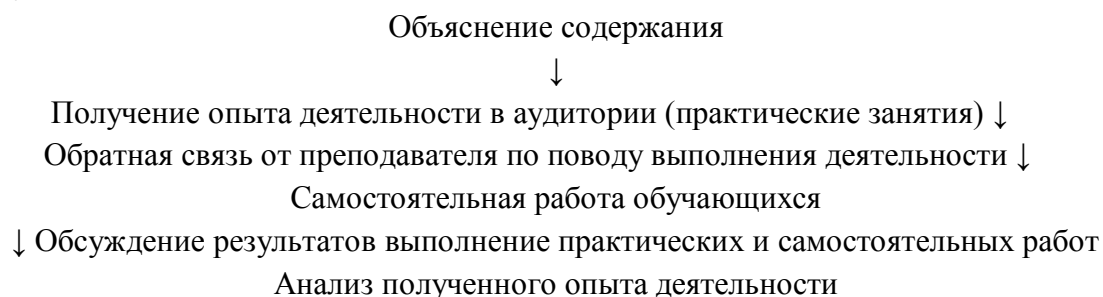 Объяснение содержания
↓
Получение опыта деятельности в аудитории (практические занятия) ↓
Обратная связь от преподавателя по поводу выполнения деятельности ↓
Самостоятельная работа обучающихся
↓ Обсуждение результатов выполнение практических и самостоятельных работ
Анализ полученного опыта деятельности